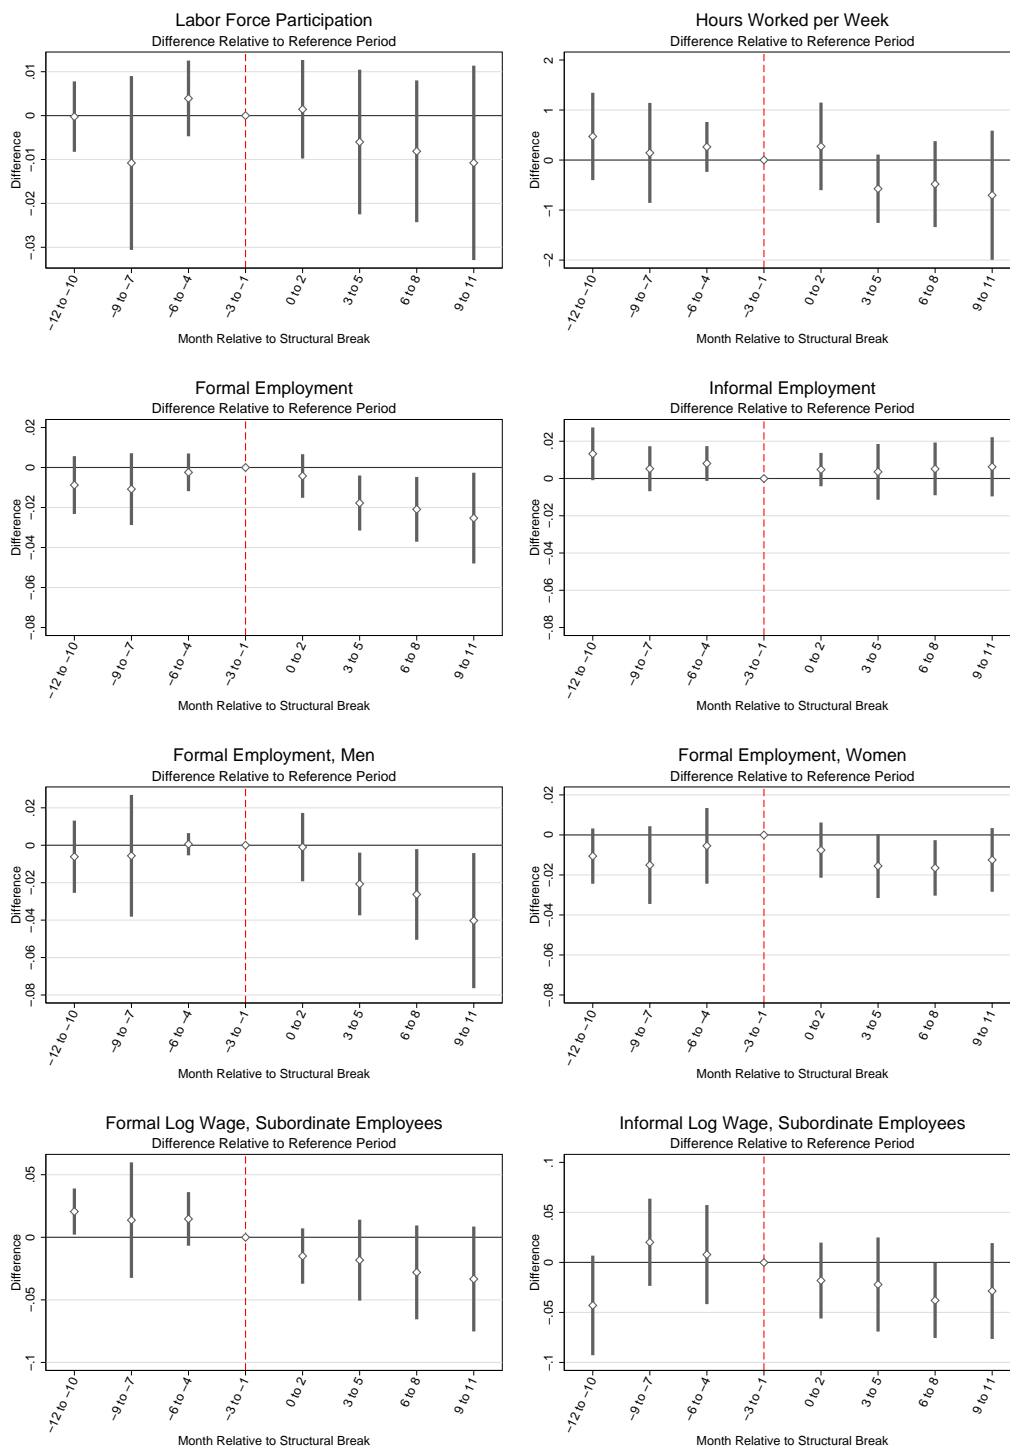 Labor Force Participation
Difference Relative to Reference Period
Difference
.01
0
-.01
-.02
-.03
-12 to -10
-9 to -7
-6 to -4
-3 to -1
0 to 2
3 to 5
6 to 8
9 to 11
Month Relative to Structural Break
Hours Worked per Week
Difference Relative to Reference Period
Difference
2
1
0
-1
-2
-12 to -10
-9 to -7
-6 to -4
-3 to -1
0 to 2
3 to 5
6 to 8
9 to 11
Month Relative to Structural Break
Formal Employment
Difference Relative to Reference Period
Difference
.02
0
-.02
-.04
-.06
-.08
-12 to -10
-9 to -7
-6 to -4
-3 to -1
0 to 2
3 to 5
6 to 8
9 to 11
Month Relative to Structural Break
Informal Employment
Difference Relative to Reference Period
Difference
.02
0
-.02
-.04
-.06
-.08
-12 to -10
-9 to -7
-6 to -4
-3 to -1
0 to 2
3 to 5
6 to 8
9 to 11
Month Relative to Structural Break
Formal Employment, Men
Difference Relative to Reference Period
Difference
.02
0
-.02
-.04
-.06
-.08
-12 to -10
-9 to -7
-6 to -4
-3 to -1
0 to 2
3 to 5
6 to 8
9 to 11
Month Relative to Structural Break
Formal Employment, Women
Difference Relative to Reference Period
Difference
.02
0
-.02
-.04
-.06
-.08
-12 to -10
-9 to -7
-6 to -4
-3 to -1
0 to 2
3 to 5
6 to 8
9 to 11
Month Relative to Structural Break
Formal Log Wage, Subordinate Employees
Difference Relative to Reference Period
Difference
.05
0
-.05
-.1
-12 to -10
-9 to -7
-6 to -4
-3 to -1
0 to 2
3 to 5
6 to 8
9 to 11
Month Relative to Structural Break
Informal Log Wage, Subordinate Employees
Difference Relative to Reference Period
Difference
.1
.05
0
-.05
-.1
-12 to -10
-9 to -7
-6 to -4
-3 to -1
0 to 2
3 to 5
6 to 8
9 to 11
Month Relative to Structural Break